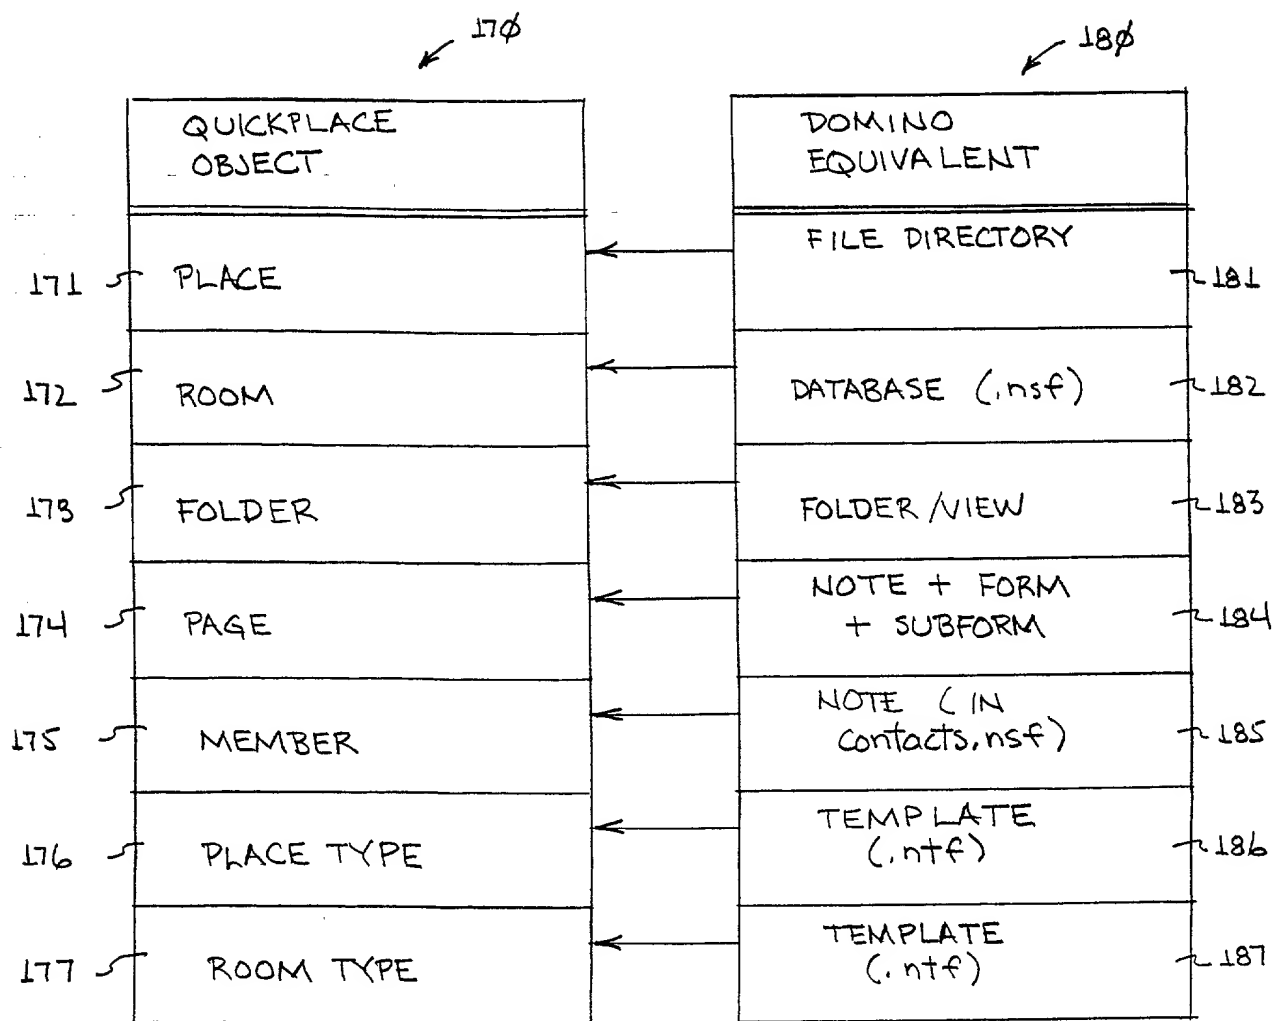 170
180
QUICKPLACE
OBJECT
DOMINO
EQUIVALENT
171
PLACE
FILE DIRECTORY
181
172
ROOM
DATABASE (.nsf)
182
173
FOLDER
FOLDER/VIEW
183
174
PAGE
NOTE + FORM
+ SUBFORM
184
175
MEMBER
NOTE (IN
contacts.nsf)
185
176
PLACE TYPE
TEMPLATE
(.ntf)
186
177
ROOM TYPE
TEMPLATE
(.ntf)
187